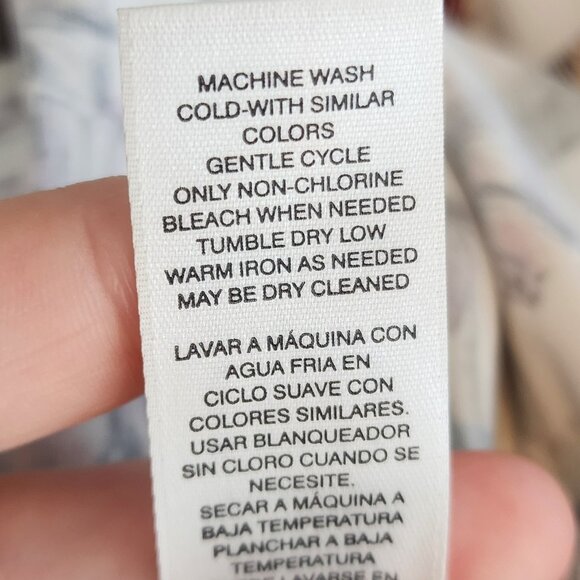 MACHINE WASH
COLD-WITH SIMILAR
COLORS
GENTLE CYCLE
ONLY NON-CHLORINE
BLEACH WHEN NEEDED
TUMBLE DRY LOW
WARM IRON AS NEEDED
MAY BE DRY CLEANED
LAVAR A MÁQUINA CON
AGUA FRIA EN
CICLO SUAVE CON
COLORES SIMILARES.
USAR BLANQUEADOR
SIN CLORO CUANDO SE
NECESITE.
SECAR A MÁQUINA A
BAJA TEMPERATURA
PLANCHAR A BAJA
TEMPERATURA
LAVARSE EN